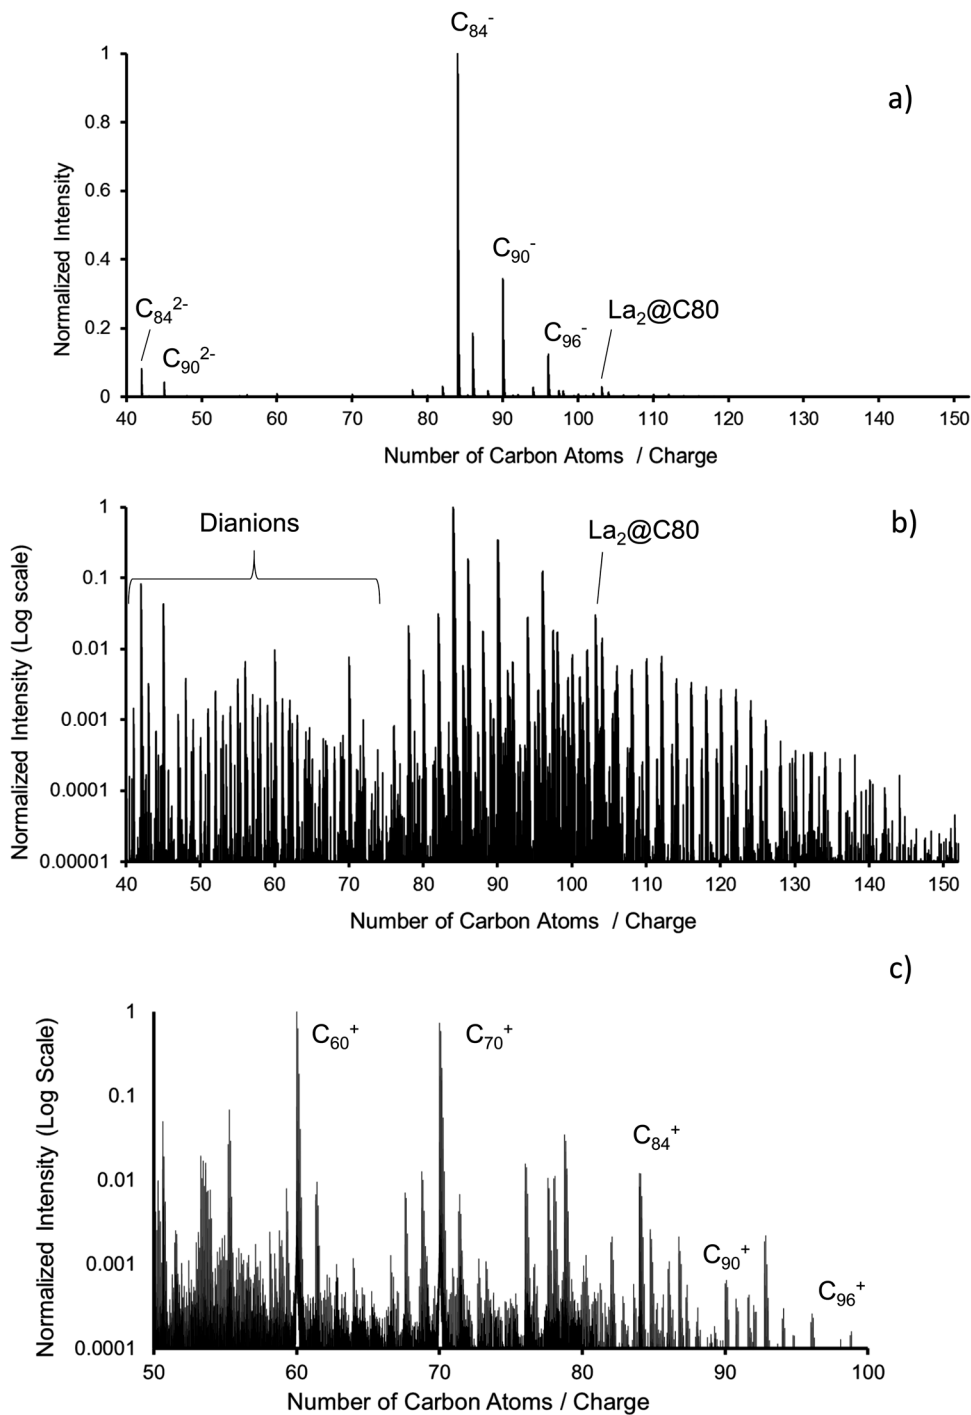 C84-
a)
1
0.8
0.6
0.4
0.2
0
Normalized Intensity
C90-
C84 2-
C90 2-
C96-
La2@C80
40 50 60 70 80 90 100 110 120 130 140 150
Number of Carbon Atoms / Charge
b)
1
0.1
0.01
0.001
0.0001
0.00001
Normalized Intensity (Log scale)
Dianions
La2@C80
40 50 60 70 80 90 100 110 120 130 140 150
Number of Carbon Atoms / Charge
c)
1
0.1
0.01
0.001
0.0001
Normalized Intensity (Log Scale)
C60+
C70+
C84+
C90+
C96+
50 60 70 80 90 100
Number of Carbon Atoms / Charge